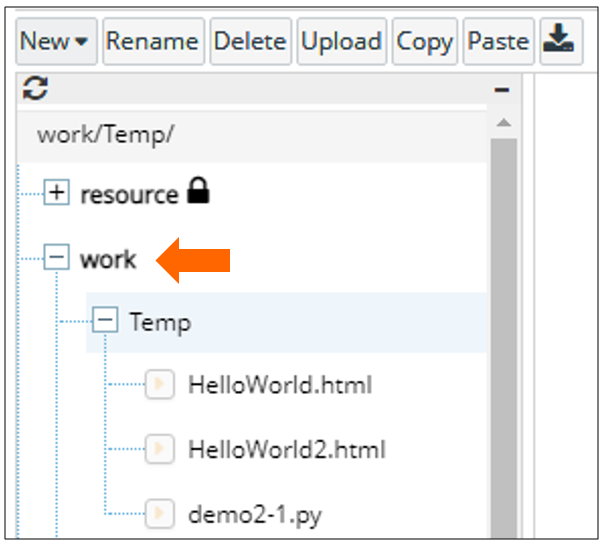 New Rename Delete Upload Copy Paste
work/Temp/
resource
work
Temp
HelloWorld.html
HelloWorld2.html
demo2-1.py